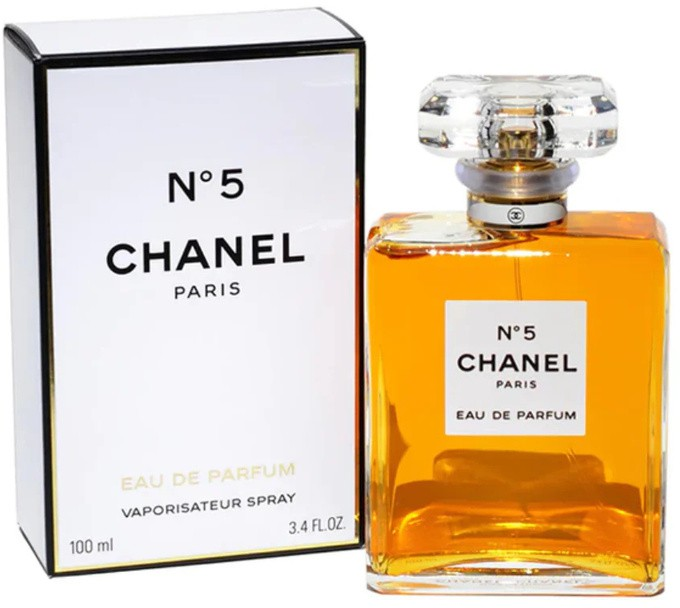 N° 5
CHANEL
PARIS
EAU DE PARFUM
VAPORISATEUR SPRAY
100 ml
3.4 FL.OZ.
N° 5
CHANEL
PARIS
EAU DE PARFUM